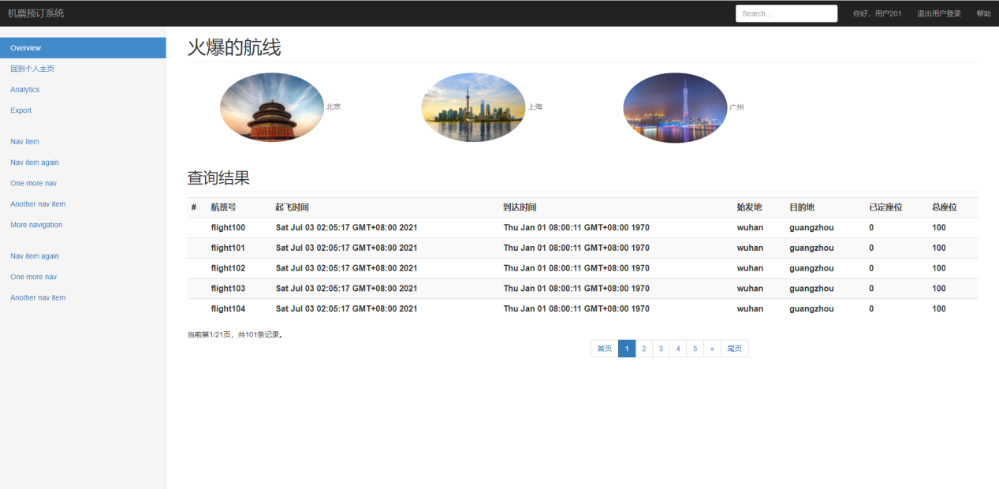 机票预订系统 Search... 你好，用户201 退出用户登录 帮助
Overview
回到个人主页
Analytics
Export
Nav item
Nav item again
One more nav
Another nav item
More navigation
Nav item again
One more nav
Another nav item
火爆的航线
北京 上海 广州
查询结果
# 航班号 起飞时间 到达时间 始发地 目的地 已定座位 总座位
flight100 Sat Jul 03 02:05:17 GMT+08:00 2021 Thu Jan 01 08:00:11 GMT+08:00 1970 wuhan guangzhou 0 100
flight101 Sat Jul 03 02:05:17 GMT+08:00 2021 Thu Jan 01 08:00:11 GMT+08:00 1970 wuhan guangzhou 0 100
flight102 Sat Jul 03 02:05:17 GMT+08:00 2021 Thu Jan 01 08:00:11 GMT+08:00 1970 wuhan guangzhou 0 100
flight103 Sat Jul 03 02:05:17 GMT+08:00 2021 Thu Jan 01 08:00:11 GMT+08:00 1970 wuhan guangzhou 0 100
flight104 Sat Jul 03 02:05:17 GMT+08:00 2021 Thu Jan 01 08:00:11 GMT+08:00 1970 wuhan guangzhou 0 100
当前第1/21页，共101条记录。
首页 1 2 3 4 5 » 尾页